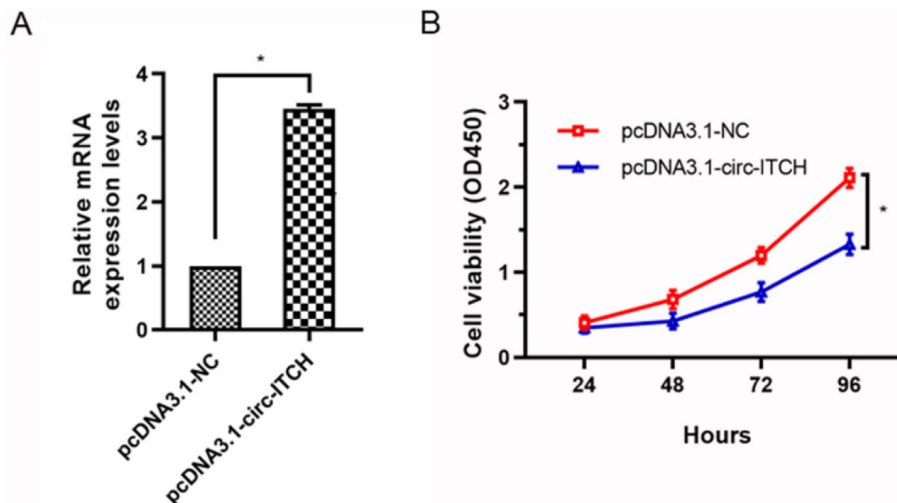 A
*
4
3
2
1
0
Relative mRNA
expression levels
pcDNA3.1-NC
pcDNA3.1-circ-ITCH
B
3
2
1
0
Cell viability (OD450)
pcDNA3.1-NC
pcDNA3.1-circ-ITCH
*
24 48 72 96
Hours